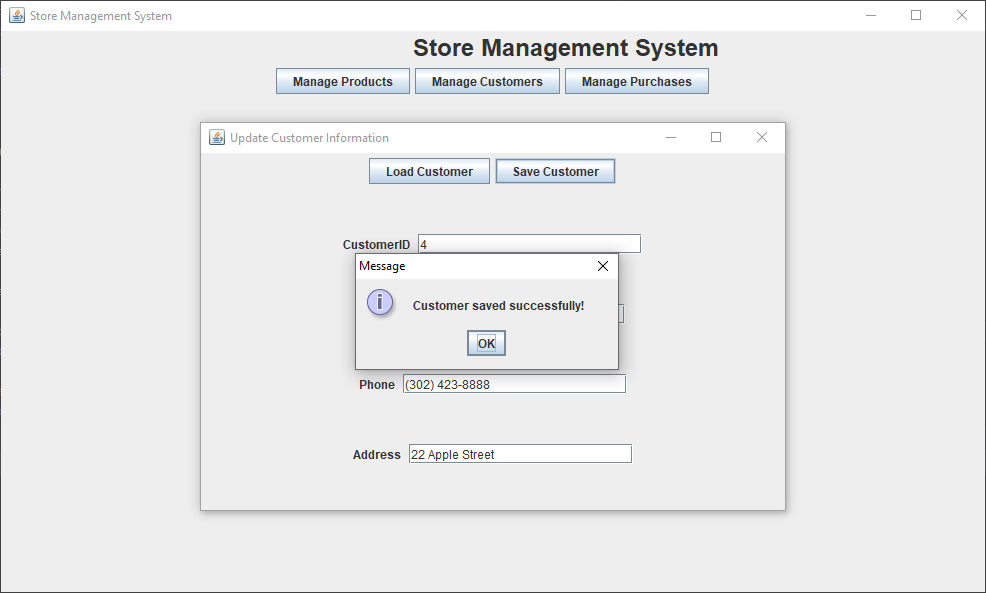 Store Management System
Store Management System
Manage Products Manage Customers Manage Purchases
Update Customer Information
Load Customer Save Customer
CustomerID 4
Message
Customer saved successfully!
OK
Phone (302) 423-8888
Address 22 Apple Street